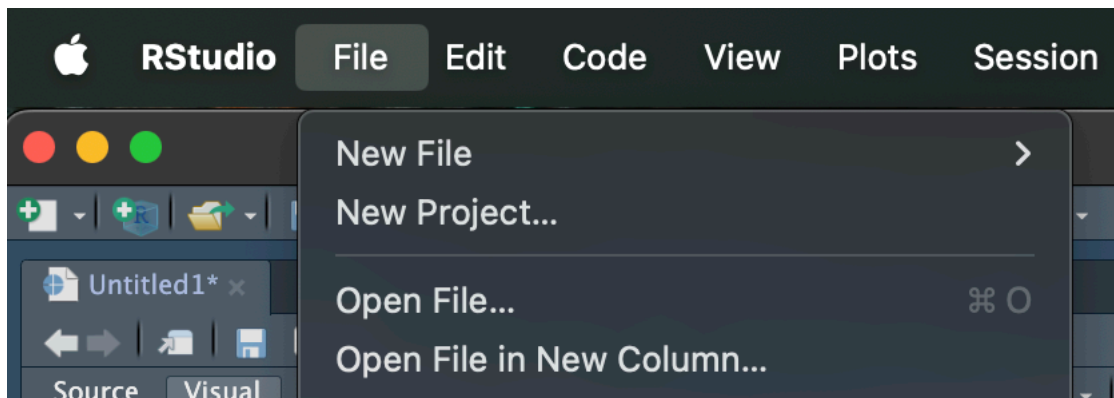 RStudio File Edit Code View Plots Session
New File
New Project...
R
Untitled1*
Open File... ⌘ O
Open File in New Column...
Source Visual